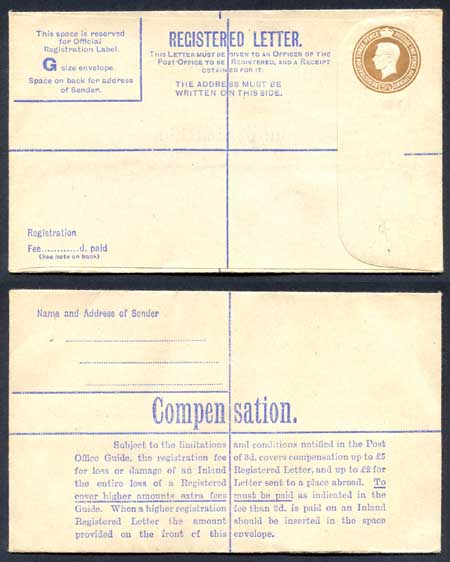 This space is reserved
for Official
Registration Label.
G size envelope.
Space on back for address
of Sender.
REGISTERED LETTER.
THIS LETTER MUST BE GIVEN TO AN OFFICER OF THE
POST OFFICE TO BE REGISTERED, AND A RECEIPT
OBTAINED FOR IT.
THE ADDRESS MUST BE
WRITTEN ON THIS SIDE.
Registration
Fee............d. paid
(See note on back)
Name and Address of Sender
Compensation.
Subject to the limitations and conditions notified in the Post
Office Guide, the registration fee of 3d. covers compensation up to £5
for loss or damage of an Inland Registered Letter, and up to £2 for
the entire loss of a Registered Letter sent to a place abroad. To
cover higher amounts extra fees must be paid as indicated in the
Guide. When a higher registration fee than 3d. is paid on an Inland
Registered Letter the amount should be inserted in the space
provided on the front of this envelope.